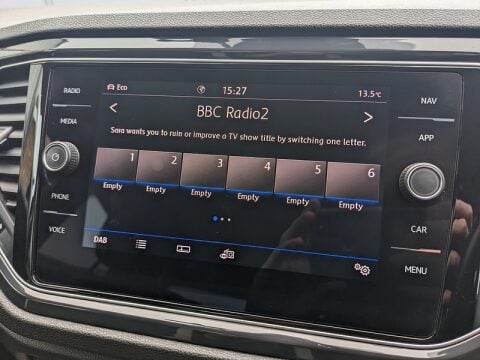 RADIO
MEDIA
PHONE
VOICE
Eco
15:27
13.5°C
< BBC Radio2 >
Sara wants you to ruin or improve a TV show title by switching one letter.
1 2 3 4 5 6
Empty Empty Empty Empty Empty Empty
DAB
NAV
APP
CAR
MENU